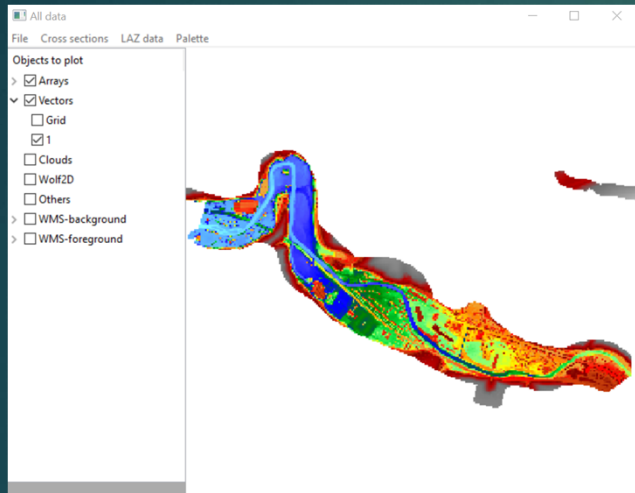 All data
File Cross sections LAZ data Palette
Objects to plot
Arrays
Vectors
Grid
1
Clouds
Wolf2D
Others
WMS-background
WMS-foreground